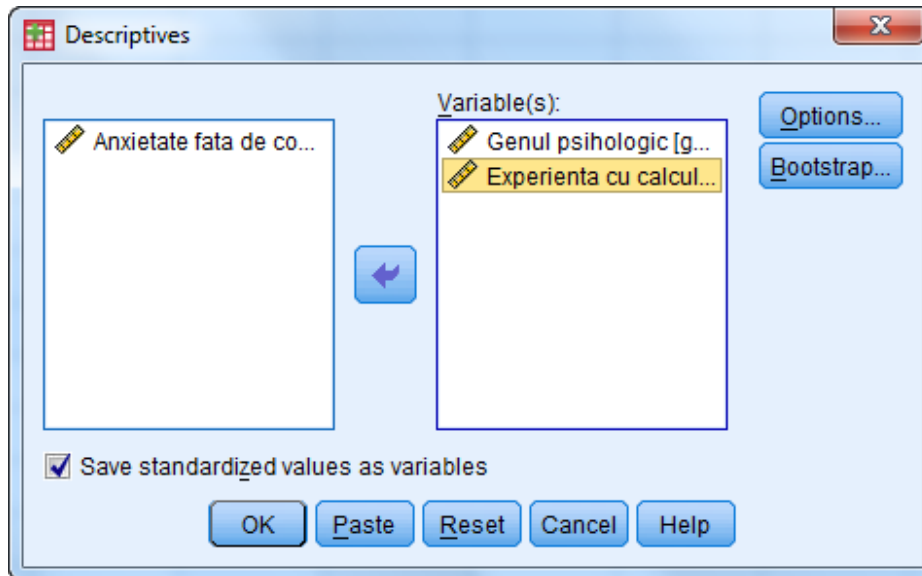 Descriptives
Variable(s):
Anxietate fata de co...
Genul psihologic [g...
Experienta cu calcul...
Options...
Bootstrap...
Save standardized values as variables
OK
Paste
Reset
Cancel
Help